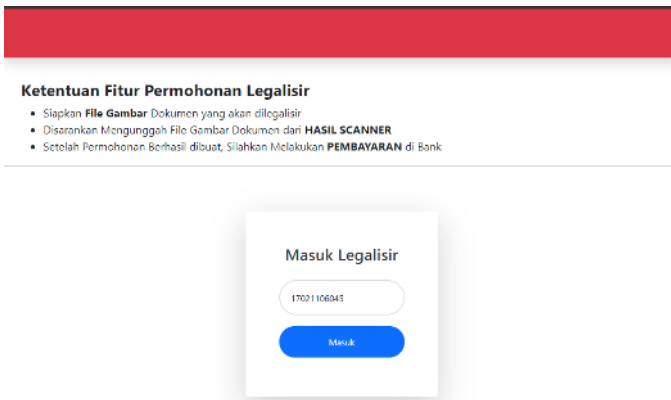 Ketentuan Fitur Permohonan Legalisir
• Siapkan File Gambar Dokumen yang akan dilegalisir
• Disarankan Mengunggah File Gambar Dokumen dari HASIL SCANNER
• Setelah Permohonan Berhasil dibuat, Silahkan Melakukan PEMBAYARAN di Bank
Masuk Legalisir
17021106045
Masuk